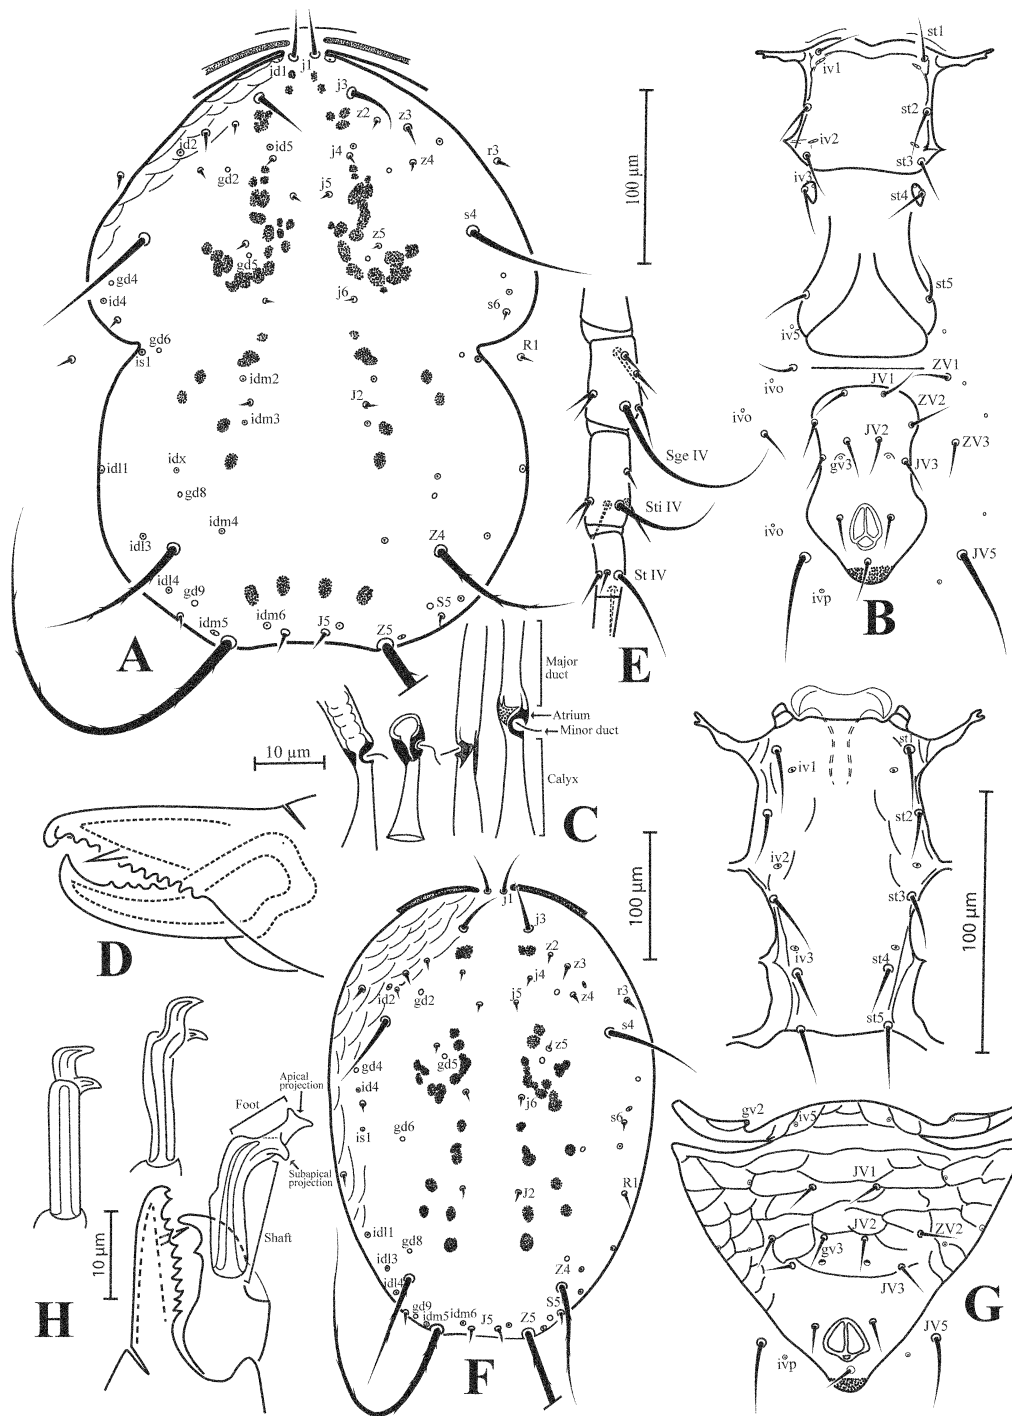 id1
j1
j3
z2
z3
id2
id5
j4
z4
r3
gd2
j5
s4
z5
gd5
gd4
id4
j6
s6
is1
gd6
R1
idm2
J2
idm3
idl1
idx
gd8
idm4
idl3
Z4
idl4
gd9
S5
idm5
idm6
J5
Z5
A
100 µm
Sge IV
Sti IV
St IV
E
st1
iv1
st2
iv2
st3
iv3
st4
st5
iv5
ZV1
ivo
JV1
ZV2
ivo
JV2
ZV3
gv3
JV3
ivo
JV5
ivp
B
Major
duct
Atrium
Minor duct
Calyx
10 µm
C
D
100 µm
j1
j3
z2
z3
j4
id2
gd2
j5
z4
r3
s4
z5
gd5
gd4
id4
j6
s6
is1
gd6
J2
R1
idl1
gd8
idl3
idl4
Z4
S5
gd9
idm5
idm6
J5
Z5
F
st1
iv1
st2
iv2
st3
iv3
st4
st5
100 µm
gv2
iv5
JV1
JV2
ZV2
gv3
JV3
JV5
ivp
G
Apical
projection
Foot
Subapical
projection
Shaft
10 µm
H